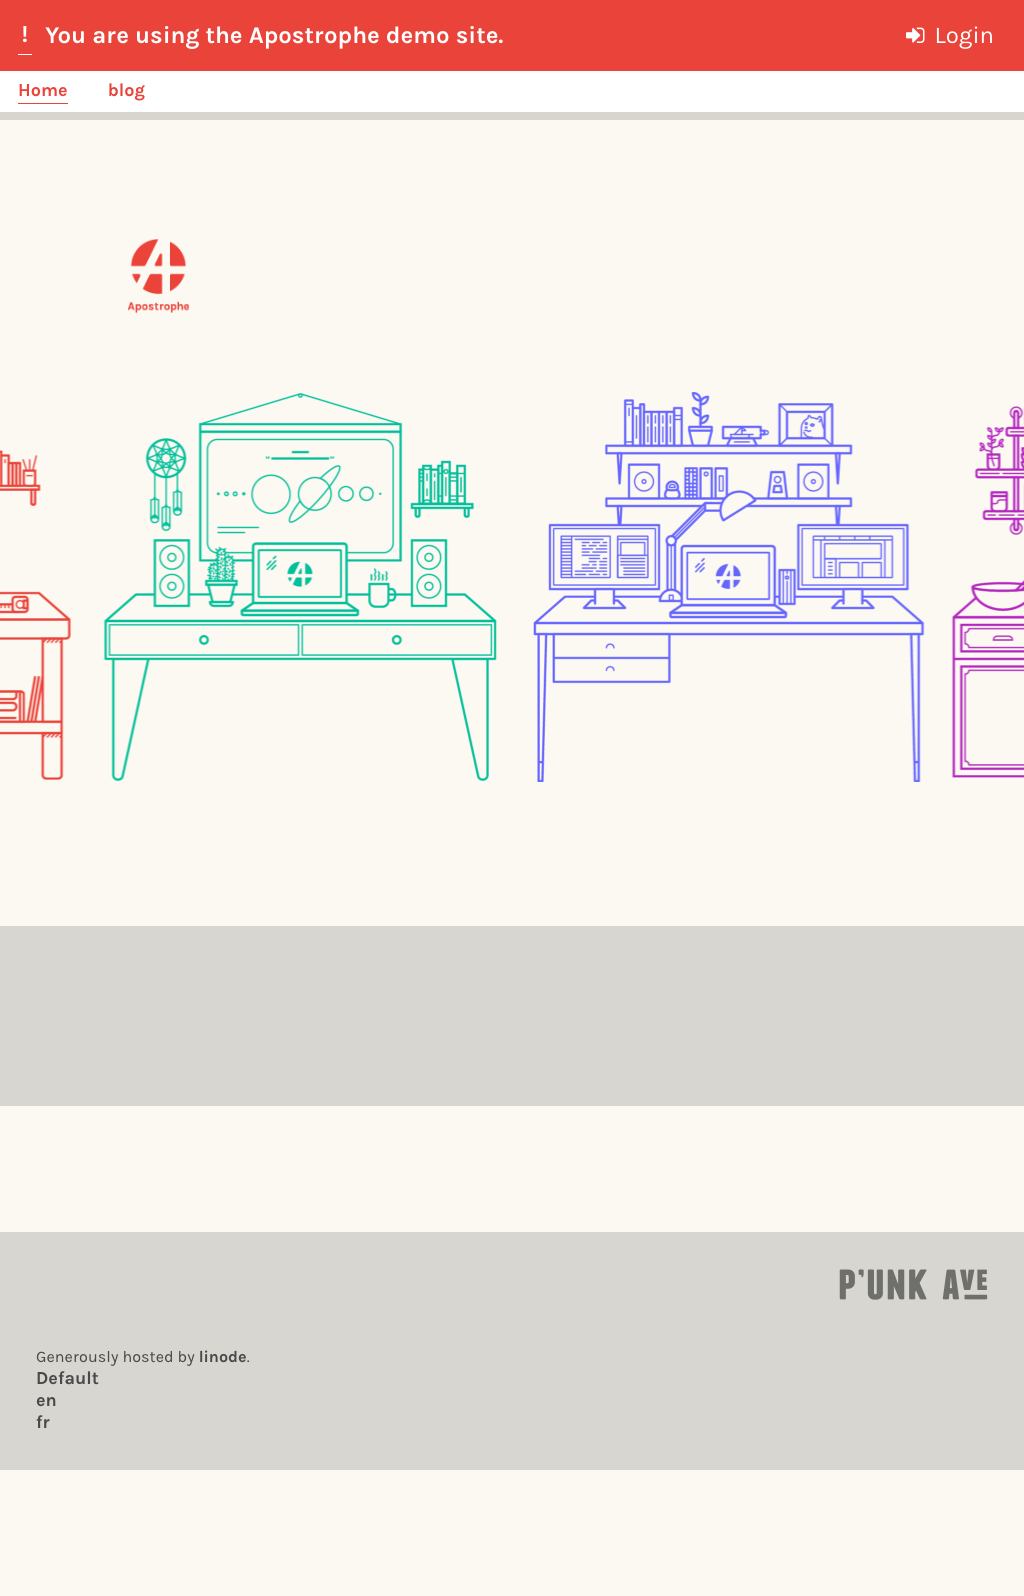 ! You are using the Apostrophe demo site.
Login
Home
blog
Apostrophe
P'UNK AVE
Generously hosted by linode.
Default
en
fr